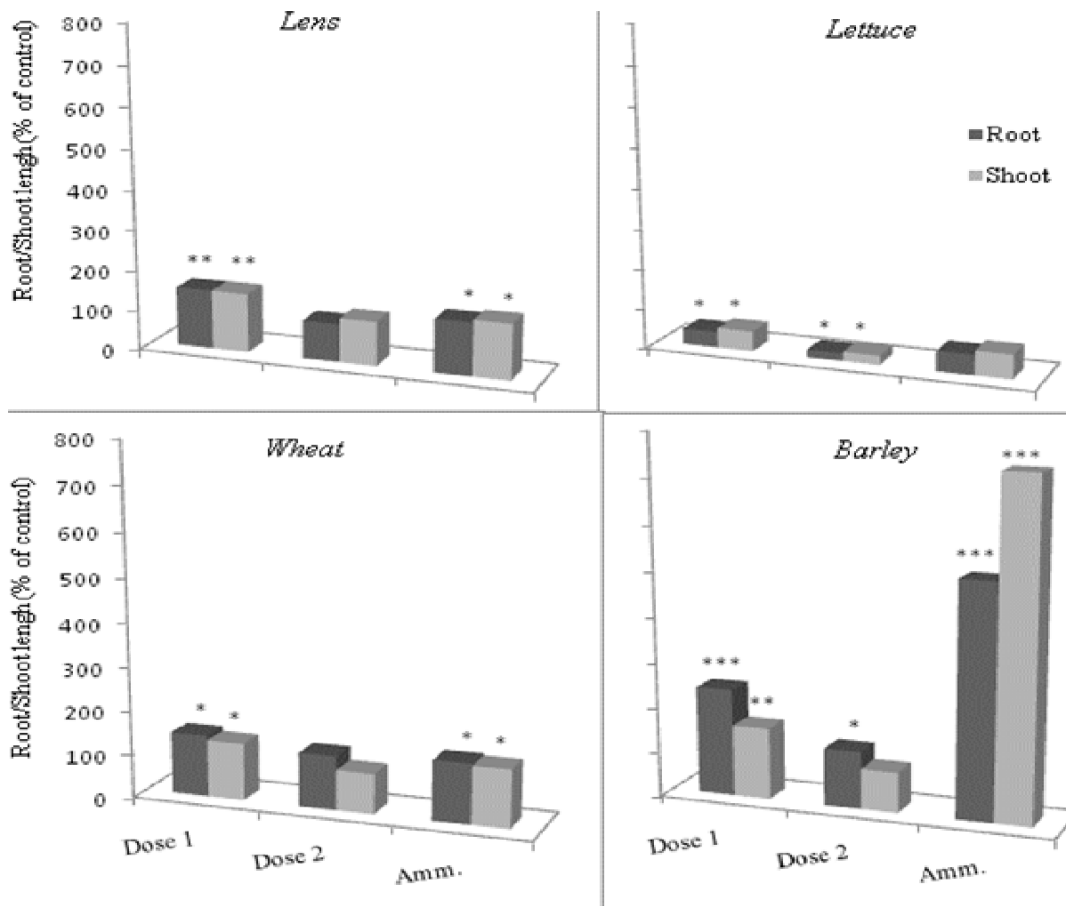 Lens
Root/Shoot lengh (% of control)
800
700
600
500
400
300
200
100
0
** **
* *
Lettuce
Root
Shoot
* *
* *
Wheat
Root/Shoot lengh (% of control)
800
700
600
500
400
300
200
100
0
* *
* *
Dose 1
Dose 2
Amm.
Barley
***
**
*
***
***
Dose 1
Dose 2
Amm.